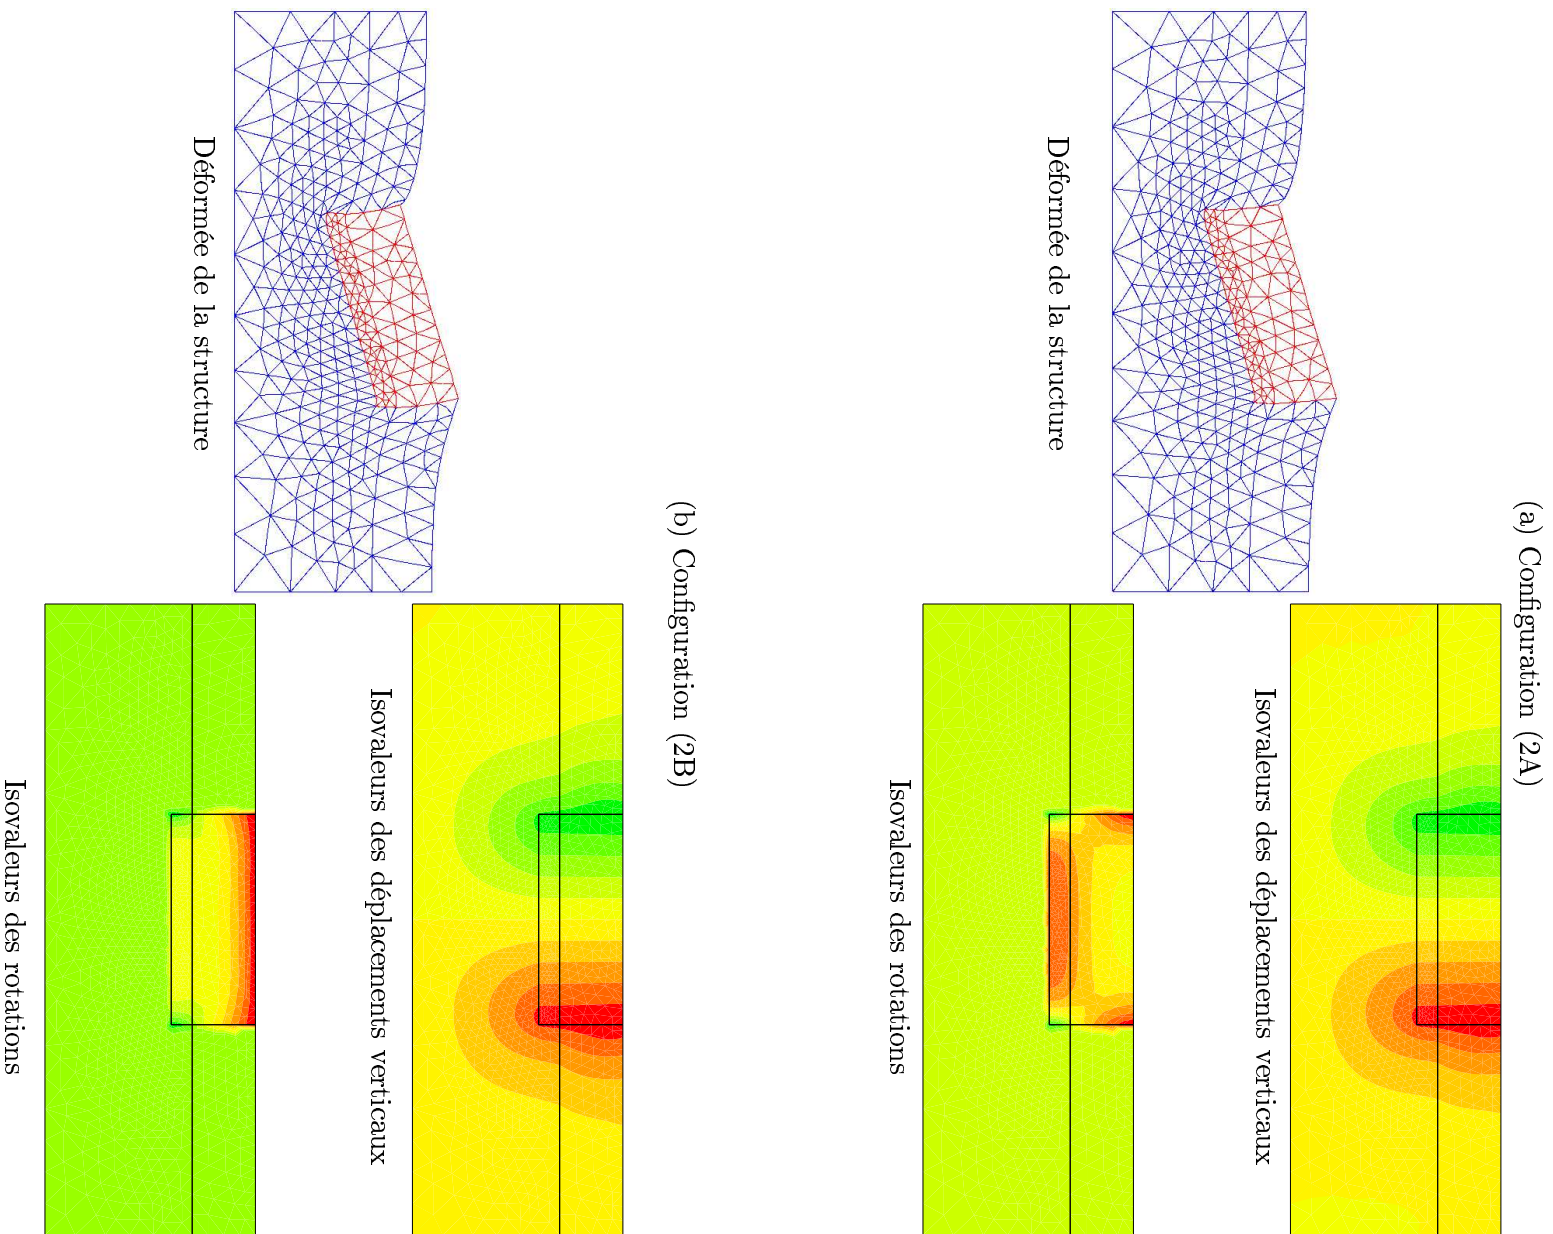 (a) Configuration (2A)
Isovaleurs des déplacements verticaux
Déformée de la structure
Isovaleurs des rotations
(b) Configuration (2B)
Isovaleurs des déplacements verticaux
Déformée de la structure
Isovaleurs des rotations